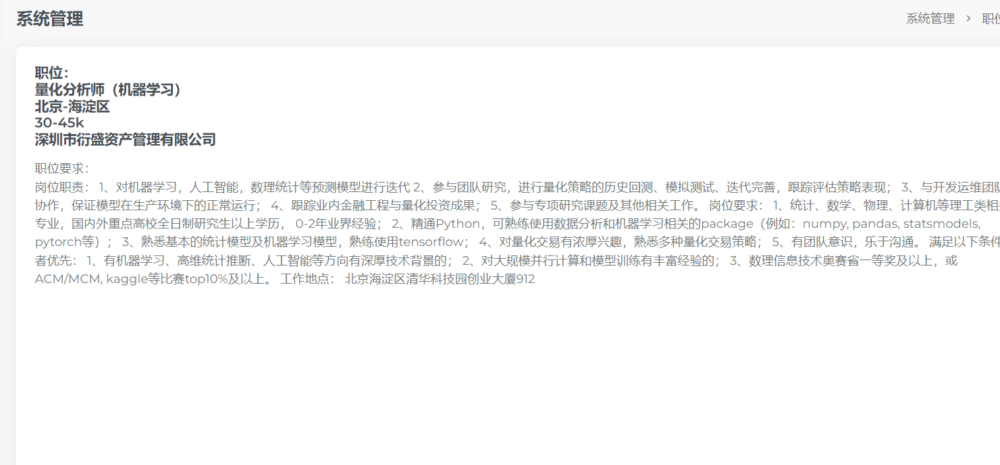 系统管理
系统管理 > 职位
职位：
量化分析师（机器学习）
北京-海淀区
30-45k
深圳市衍盛资产管理有限公司
职位要求：
岗位职责： 1、对机器学习，人工智能，数理统计等预测模型进行迭代 2、参与团队研究，进行量化策略的历史回测、模拟测试、迭代完善，跟踪评估策略表现； 3、与开发运维团队
协作，保证模型在生产环境下的正常运行； 4、跟踪业内金融工程与量化投资成果； 5、参与专项研究课题及其他相关工作。 岗位要求： 1、统计、数学、物理、计算机等理工类相关
专业，国内外重点高校全日制研究生以上学历， 0-2年业界经验； 2、精通Python，可熟练使用数据分析和机器学习相关的package（例如：numpy, pandas, statsmodels,
pytorch等）； 3、熟悉基本的统计模型及机器学习模型，熟练使用tensorflow； 4、对量化交易有浓厚兴趣，熟悉多种量化交易策略； 5、有团队意识，乐于沟通。 满足以下条件
者优先： 1、有机器学习、高维统计推断、人工智能等方向有深厚技术背景的； 2、对大规模并行计算和模型训练有丰富经验的； 3、数理信息技术奥赛省一等奖及以上，或
ACM/MCM, kaggle等比赛top10%及以上。 工作地点： 北京海淀区清华科技园创业大厦912